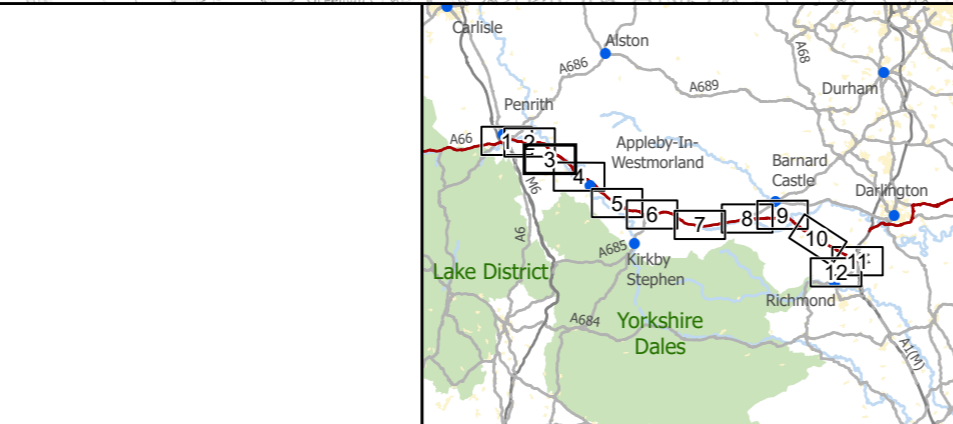 Carlisle
Alston
A68
A686
A689
Durham
Penrith
A66
1
2
3
Appleby-In-
Westmorland
4
M6
Barnard
Castle
Darlington
5
6
7
8
9
10
A6
A685
11
12
Kirkby
Stephen
Lake District
Richmond
A684
Yorkshire
Dales
A1(M)